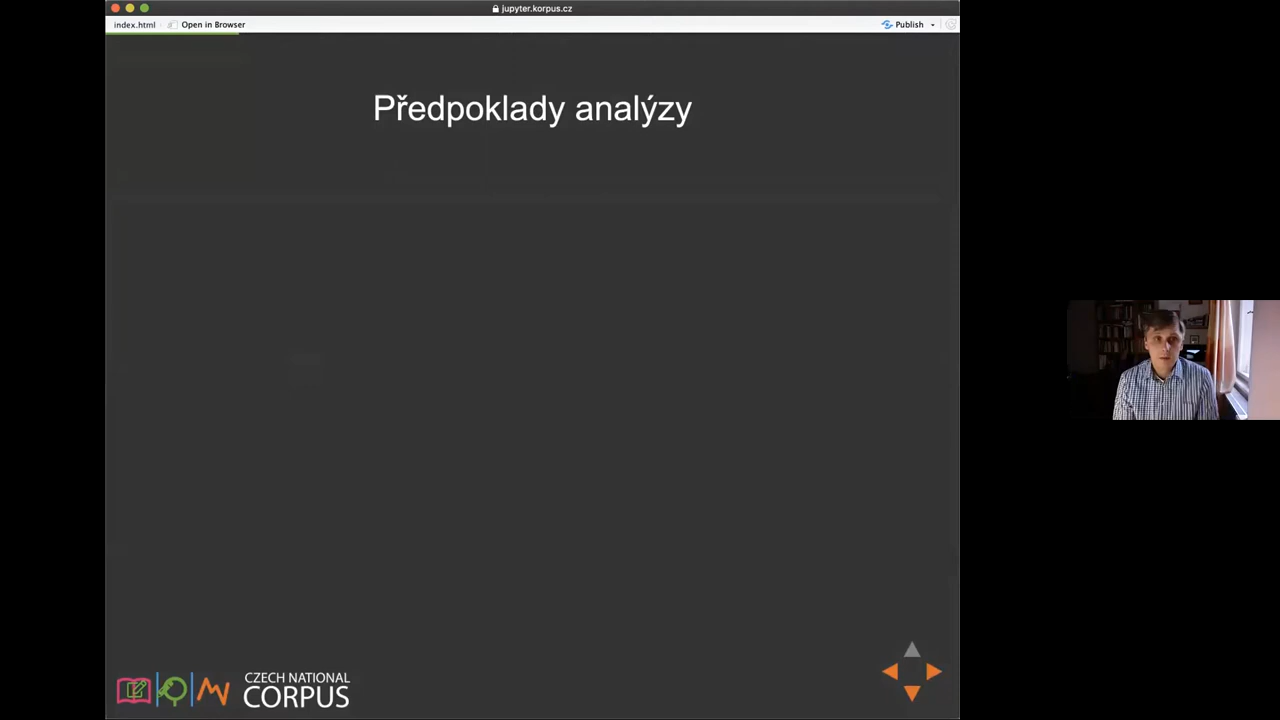 jupyter.korpus.cz
index.html
Open in Browser
Publish
Předpoklady analýzy
CZECH NATIONAL
CORPUS